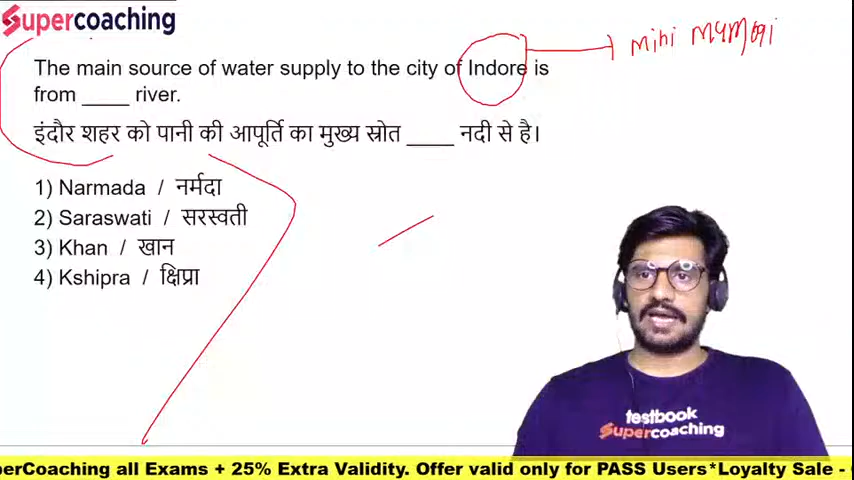 Supercoaching
mini mumbai
The main source of water supply to the city of Indore is
from ____ river.
इंदौर शहर को पानी की आपूर्ति का मुख्य स्रोत ____ नदी से है।
1) Narmada / नर्मदा
2) Saraswati / सरस्वती
3) Khan / खान
4) Kshipra / क्षिप्रा
testbook
Supercoaching
perCoaching all Exams + 25% Extra Validity. Offer valid only for PASS Users*Loyalty Sale -